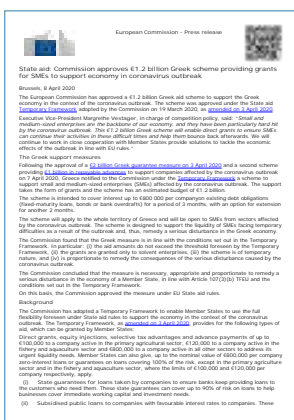 European Commission - Press release
State aid: Commission approves €1.2 billion Greek scheme providing grants
for SMEs to support economy in coronavirus outbreak
Brussels, 8 April 2020
The European Commission has approved a €1.2 billion Greek aid scheme to support the Greek
economy in the context of the coronavirus outbreak. The scheme was approved under the State aid
Temporary Framework adopted by the Commission on 19 March 2020, as amended on 3 April 2020.
Executive Vice-President Margrethe Vestager, in charge of competition policy, said: "Small and
medium-sized enterprises are the backbone of our economy, and they have been particularly hard hit
by the coronavirus outbreak. This €1.2 billion Greek scheme will enable direct grants to ensure SMEs
can continue their activities in these difficult times and help them bounce back afterwards. We will
continue to work in close cooperation with Member States provide solutions to tackle the economic
effects of the outbreak in line with EU rules."
The Greek support measures
Following the approval of a €2 billion Greek guarantee measure on 3 April 2020 and a second scheme
providing €1 billion in repayable advances to support companies affected by the coronavirus outbreak
on 7 April 2020, Greece notified to the Commission under the Temporary Framework a scheme to
support small and medium-sized enterprises (SMEs) affected by the coronavirus outbreak. The support
takes the form of grants and the scheme has an estimated budget of €1.2 billion.
The scheme is intended to cover interest up to €800 000 per company on existing debt obligations
(fixed-maturity loans, bonds or bank overdrafts) for a period of 3 months, with an option for extension
for another 2 months.
The scheme will apply to the whole territory of Greece and will be open to SMEs from sectors affected
by the coronavirus outbreak. The scheme is designed to support the liquidity of SMEs facing temporary
difficulties as a result of the outbreak and, thus, remedy a serious disturbance in the Greek economy.
The Commission found that the Greek measure is in line with the conditions set out in the Temporary
Framework. In particular: (i) the aid amounts do not exceed the threshold foreseen by the Temporary
Framework, (ii) the grants are granted only to solvent enterprises, (iii) the scheme is of temporary
nature, and (iv) is proportionate to remedy the consequences of the serious disturbance caused by the
coronavirus outbreak.
The Commission concluded that the measure is necessary, appropriate and proportionate to remedy a
serious disturbance in the economy of a Member State, in line with Article 107(3)(b) TFEU and the
conditions set out in the Temporary Framework.
On this basis, the Commission approved the measure under EU State aid rules.
Background
The Commission has adopted a Temporary Framework to enable Member States to use the full
flexibility foreseen under State aid rules to support the economy in the context of the coronavirus
outbreak. The Temporary Framework, as amended on 3 April 2020, provides for the following types of
aid, which can be granted by Member States:
Direct grants, equity injections, selective tax advantages and advance payments of up to
€100,000 to a company active in the primary agricultural sector, €120,000 to a company active in the
fishery and aquaculture sector and €800,000 to a company active in all other sectors to address its
urgent liquidity needs. Member States can also give, up to the nominal value of €800,000 per company
zero-interest loans or guarantees on loans covering 100% of the risk, except in the primary agriculture
sector and in the fishery and aquaculture sector, where the limits of €100,000 and €120,000 per
company respectively, apply.
(i) State guarantees for loans taken by companies to ensure banks keep providing loans to
the customers who need them. These state guarantees can cover up to 90% of risk on loans to help
businesses cover immediate working capital and investment needs.
(ii) Subsidised public loans to companies with favourable interest rates to companies. These